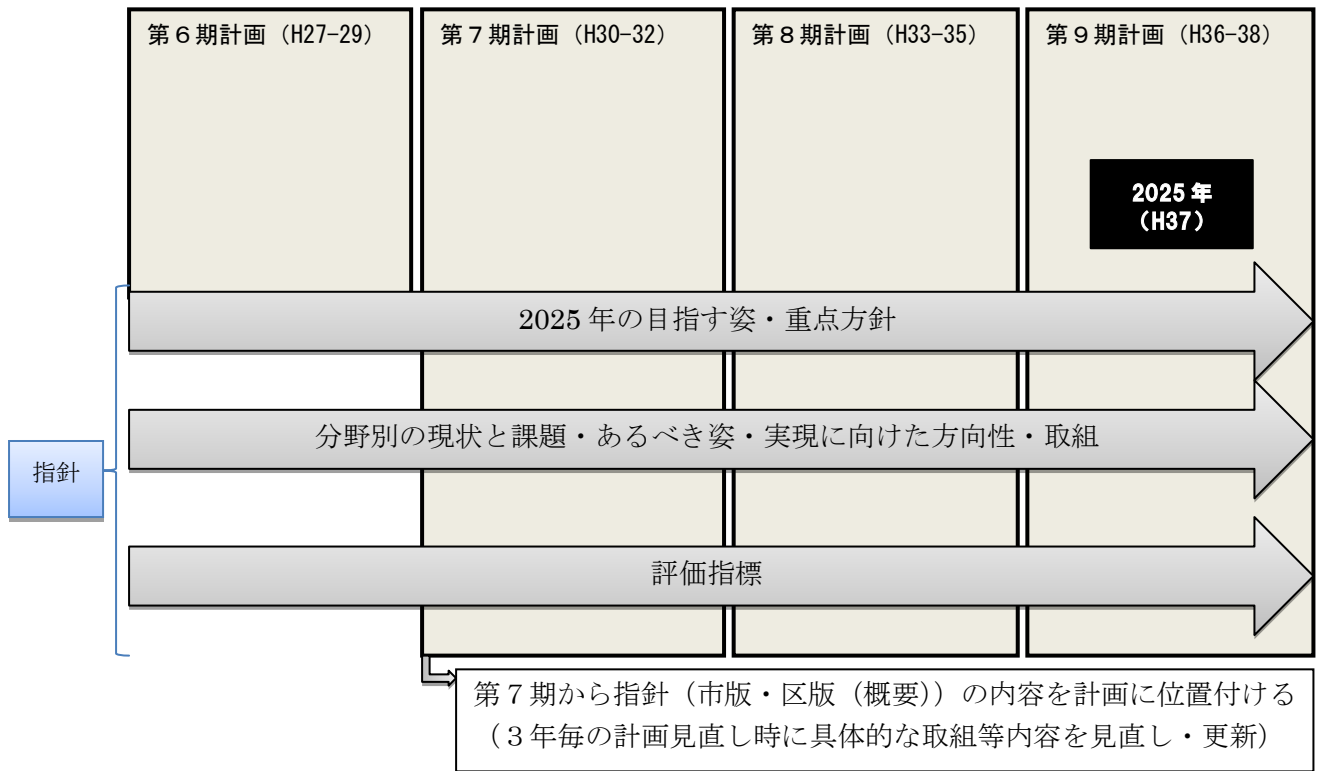 第６期計画（H27-29）
第７期計画（H30-32）
第８期計画（H33-35）
第９期計画（H36-38）
2025 年
（H37）
2025 年の目指す姿・重点方針
分野別の現状と課題・あるべき姿・実現に向けた方向性・取組
指針
評価指標
第７期から指針（市版・区版（概要））の内容を計画に位置付ける
（３年毎の計画見直し時に具体的な取組等内容を見直し・更新）